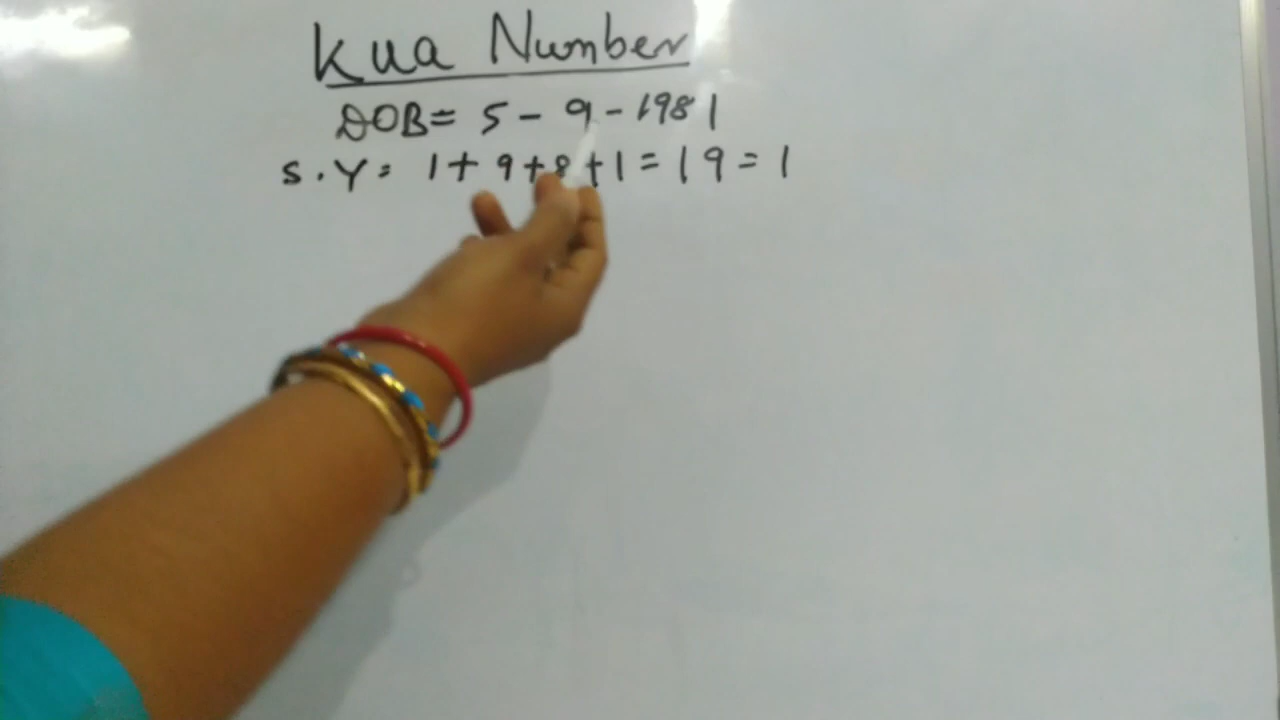 Kua Number
DOB= 5 - 9 - 1981
S.Y= 1+ 9+8+1=19=1